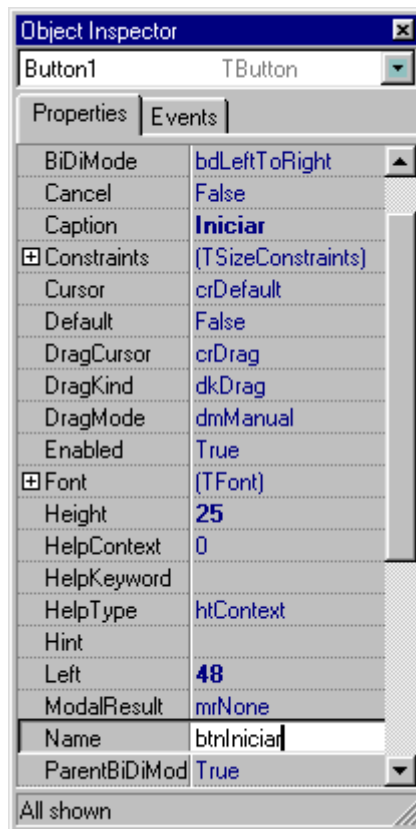 Object Inspector
Button1 TButton
Properties Events
BiDiMode bdLeftToRight
Cancel False
Caption Iniciar
Constraints (TSizeConstraints)
Cursor crDefault
Default False
DragCursor crDrag
DragKind dkDrag
DragMode dmManual
Enabled True
Font (TFont)
Height 25
HelpContext 0
HelpKeyword
HelpType htContext
Hint
Left 48
ModalResult mrNone
Name btnIniciar
ParentBiDiMod True
All shown